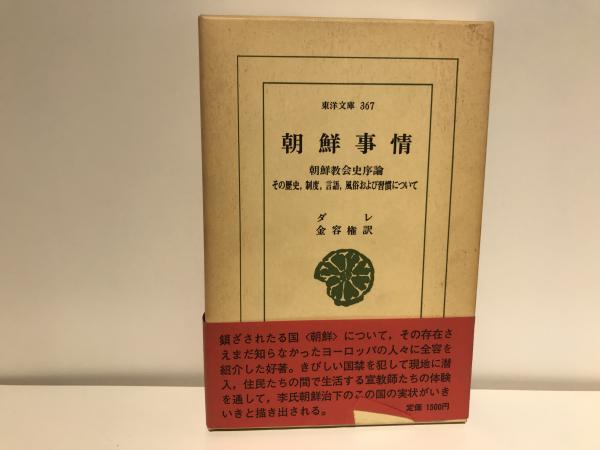 東洋文庫 367
朝鮮事情
朝鮮教会史序論
その歴史，制度，言語，風俗および習慣について
ダレ
金容権訳
鎖ざされたる国〈朝鮮〉について，その存在さ
えまだ知らなかったヨーロッパの人々に全容を
紹介した好著。きびしい国禁を犯して現地に潜
入，住民たちの間で生活する宣教師たちの体験
を通して，李氏朝鮮治下のこの国の実状がいき
いきと描き出される。
定価 1500円